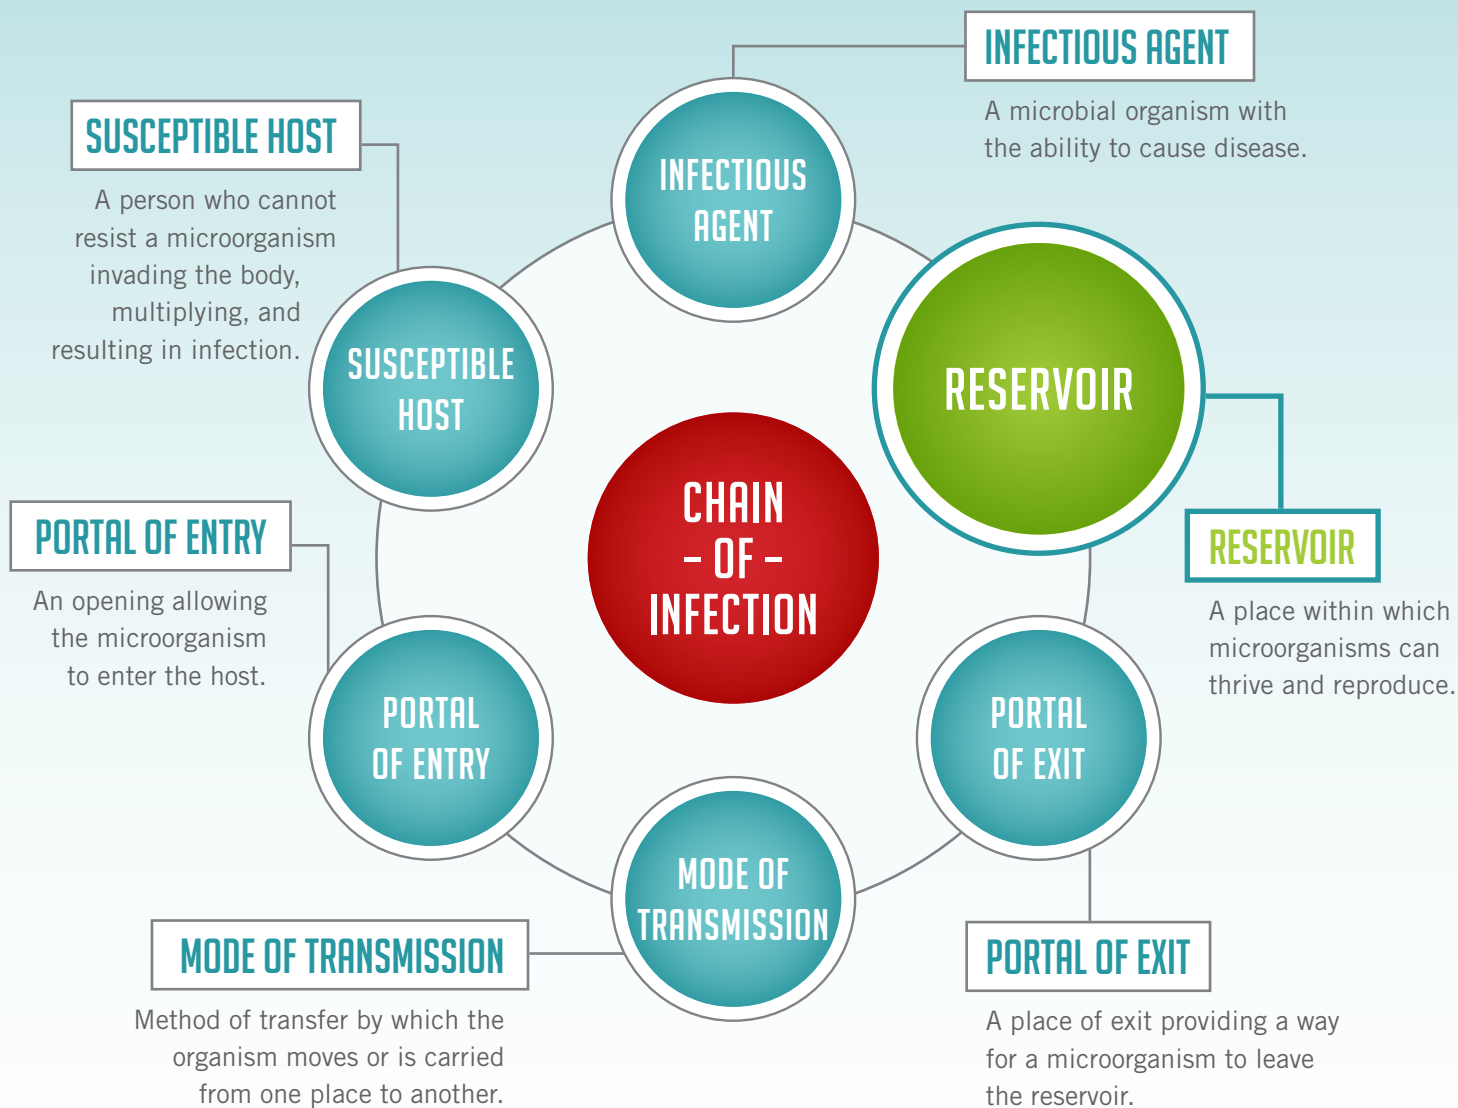 INFECTIOUS AGENT
A microbial organism with
the ability to cause disease.
SUSCEPTIBLE HOST
A person who cannot
resist a microorganism
invading the body,
multiplying, and
resulting in infection.
INFECTIOUS
AGENT
SUSCEPTIBLE
HOST
RESERVOIR
CHAIN
– OF –
INFECTION
RESERVOIR
A place within which
microorganisms can
thrive and reproduce.
PORTAL OF ENTRY
An opening allowing
the microorganism
to enter the host.
PORTAL
OF ENTRY
PORTAL
OF EXIT
MODE OF
TRANSMISSION
MODE OF TRANSMISSION
Method of transfer by which the
organism moves or is carried
from one place to another.
PORTAL OF EXIT
A place of exit providing a way
for a microorganism to leave
the reservoir.